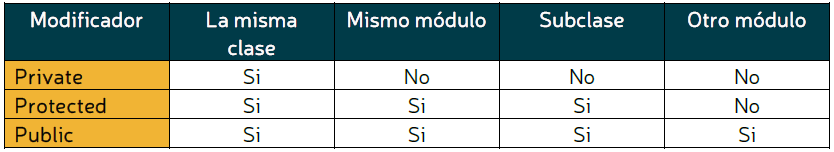 Modificador La misma clase Mismo módulo Subclase Otro módulo
Private Si No No No
Protected Si Si Si No
Public Si Si Si Si